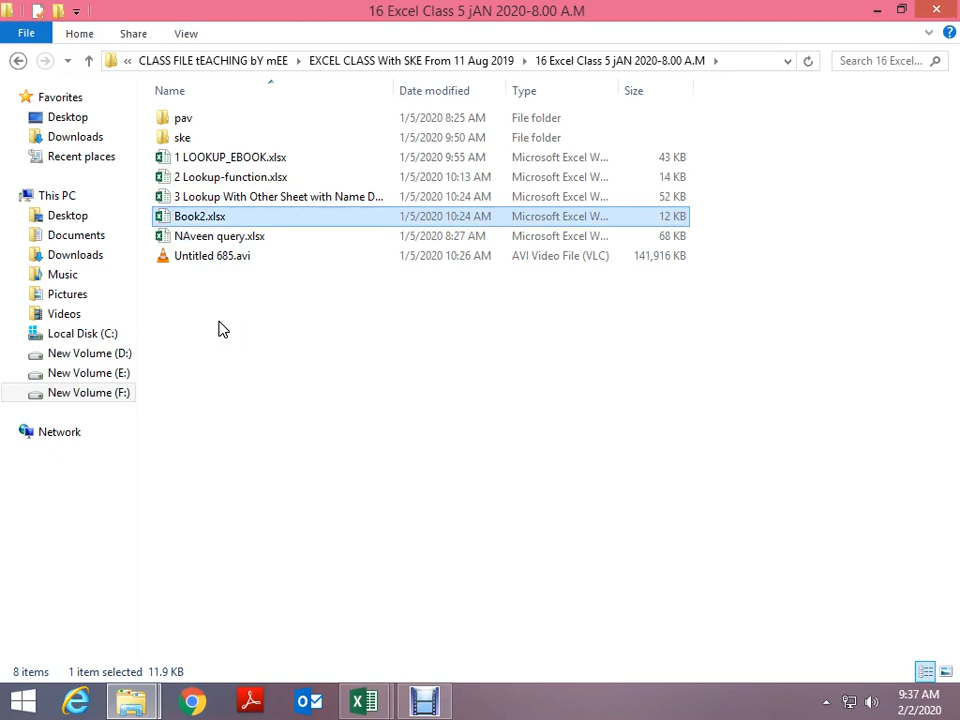 16 Excel Class 5 jAN 2020-8.00 A.M
File Home Share View
« CLASS FILE tEACHING bY mEE EXCEL CLASS With SKE From 11 Aug 2019 16 Excel Class 5 jAN 2020-8.00 A.M Search 16 Excel...
Name Date modified Type Size
Favorites
Desktop
Downloads
Recent places
This PC
Desktop
Documents
Downloads
Music
Pictures
Videos
Local Disk (C:)
New Volume (D:)
New Volume (E:)
New Volume (F:)
Network
pav 1/5/2020 8:25 AM File folder
ske 1/5/2020 9:50 AM File folder
1 LOOKUP_EBOOK.xlsx 1/5/2020 9:55 AM Microsoft Excel W... 43 KB
2 Lookup-function.xlsx 1/5/2020 10:13 AM Microsoft Excel W... 14 KB
3 Lookup With Other Sheet with Name D... 1/5/2020 10:24 AM Microsoft Excel W... 52 KB
Book2.xlsx 1/5/2020 10:24 AM Microsoft Excel W... 12 KB
NAveen query.xlsx 1/5/2020 8:27 AM Microsoft Excel W... 68 KB
Untitled 685.avi 1/5/2020 10:26 AM AVI Video File (VLC) 141,916 KB
8 items 1 item selected 11.9 KB
9:37 AM
2/2/2020